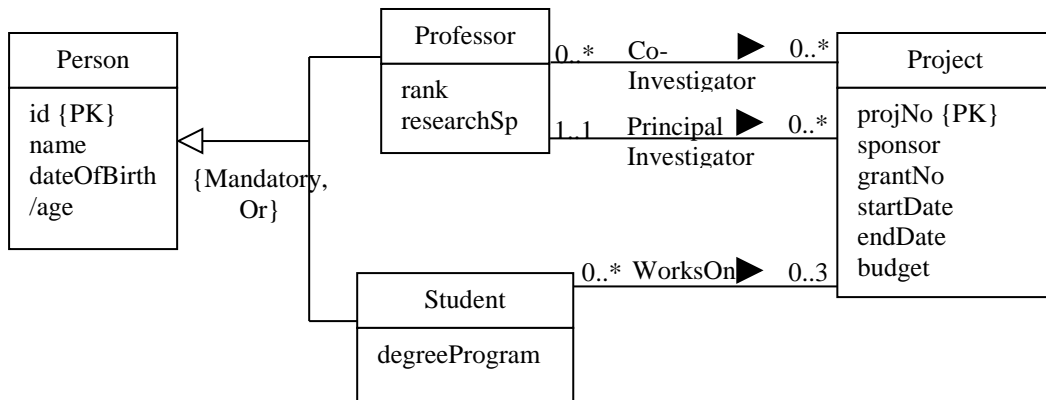 Person
id {PK}
name
dateOfBirth
/age
{Mandatory,
Or}
Professor
rank
researchSp
0..* Co- 0..*
Investigator
1..1 Principal 0..*
Investigator
Project
projNo {PK}
sponsor
grantNo
startDate
endDate
budget
0..* WorksOn 0..3
Student
degreeProgram